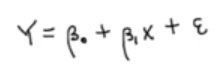 Y = β₀ + β₁x + ε